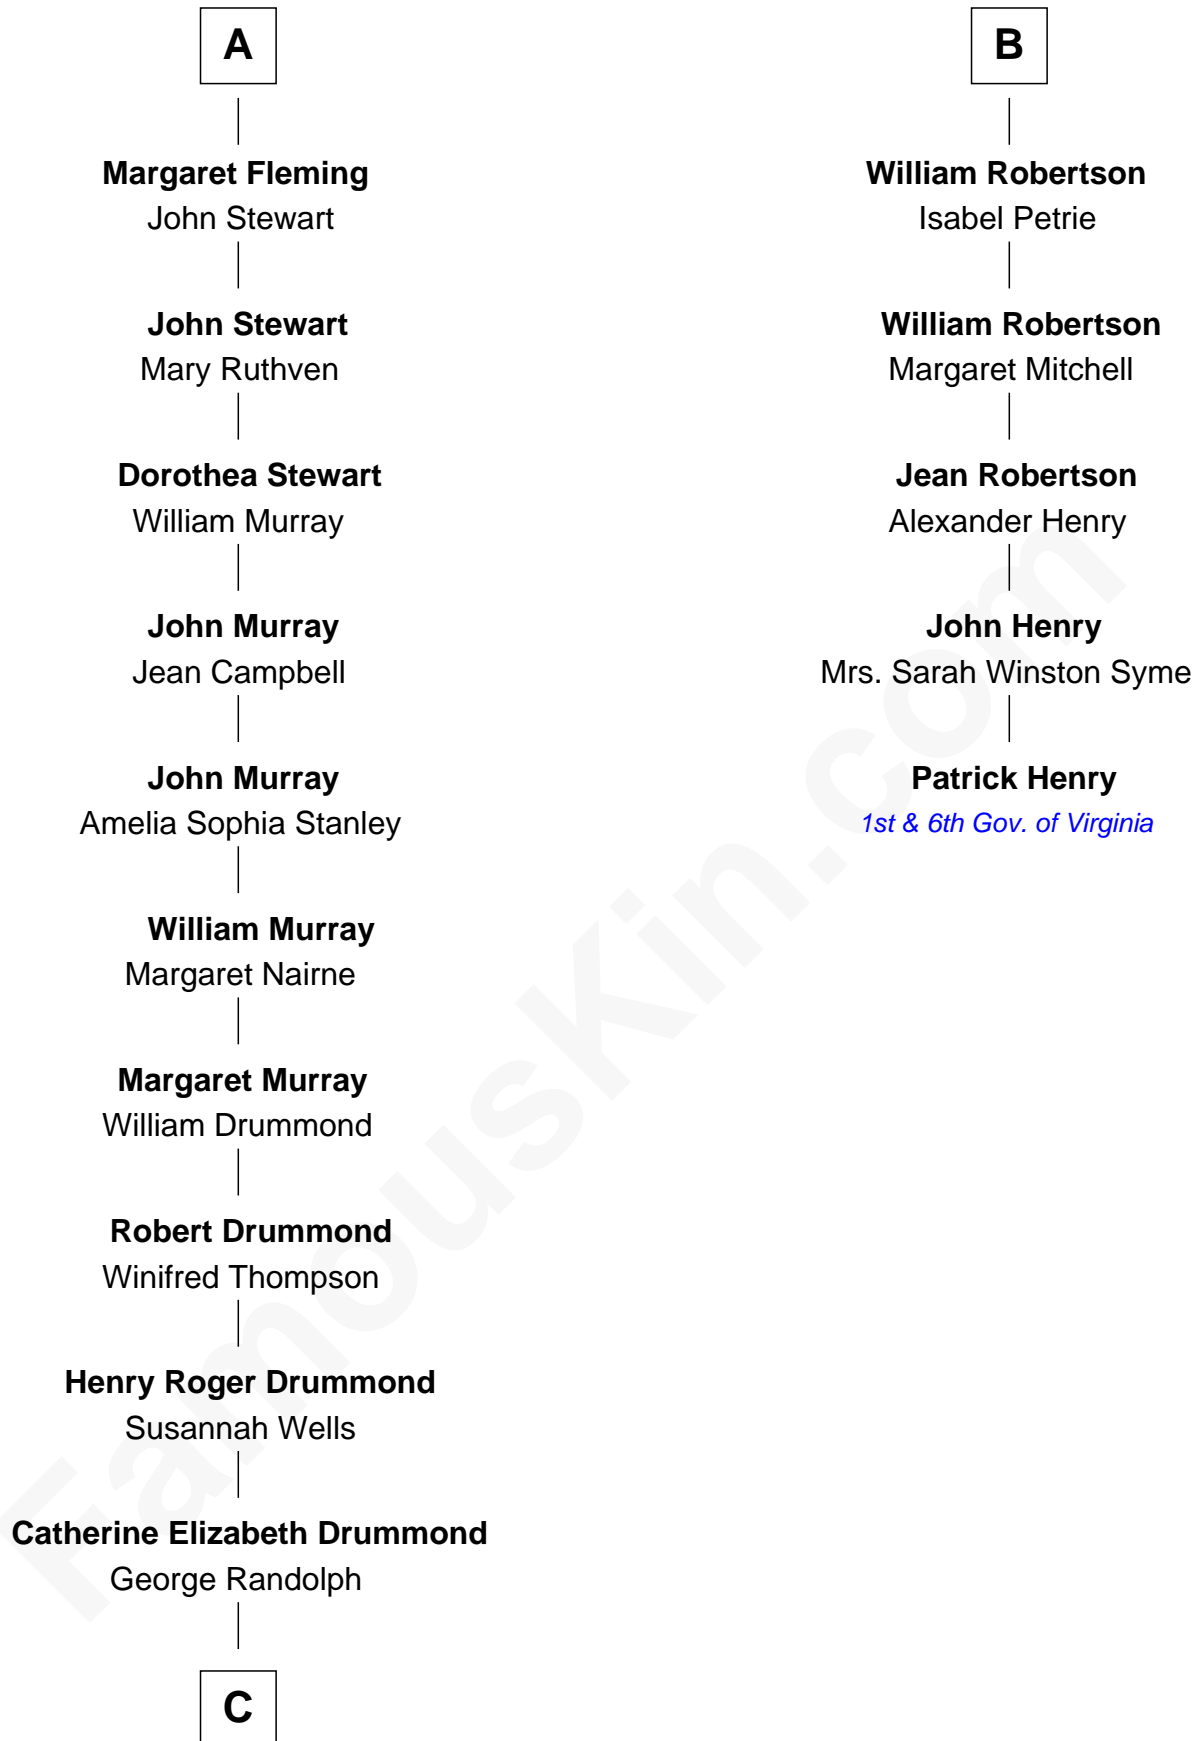 A
Margaret Fleming
John Stewart
John Stewart
Mary Ruthven
Dorothea Stewart
William Murray
John Murray
Jean Campbell
John Murray
Amelia Sophia Stanley
William Murray
Margaret Nairne
Margaret Murray
William Drummond
Robert Drummond
Winifred Thompson
Henry Roger Drummond
Susannah Wells
Catherine Elizabeth Drummond
George Randolph
C
B
William Robertson
Isabel Petrie
William Robertson
Margaret Mitchell
Jean Robertson
Alexander Henry
John Henry
Mrs. Sarah Winston Syme
Patrick Henry
1st & 6th Gov. of Virginia
FamousKin.com